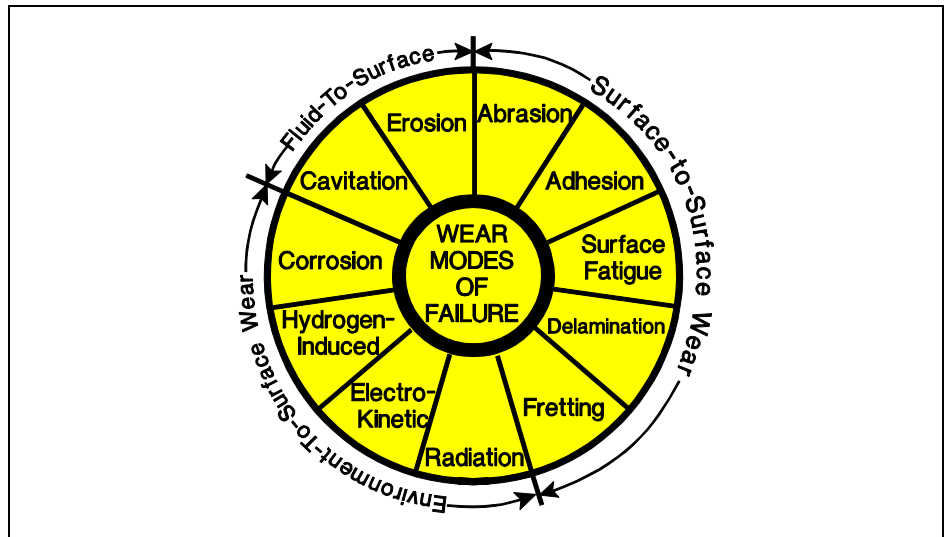 Fluid-To-Surface
Surface-to-Surface Wear
Environment-To-Surface Wear
WEAR
MODES
OF
FAILURE
Abrasion
Adhesion
Surface
Fatigue
Delamination
Fretting
Radiation
Electro-
Kinetic
Hydrogen-
Induced
Corrosion
Cavitation
Erosion